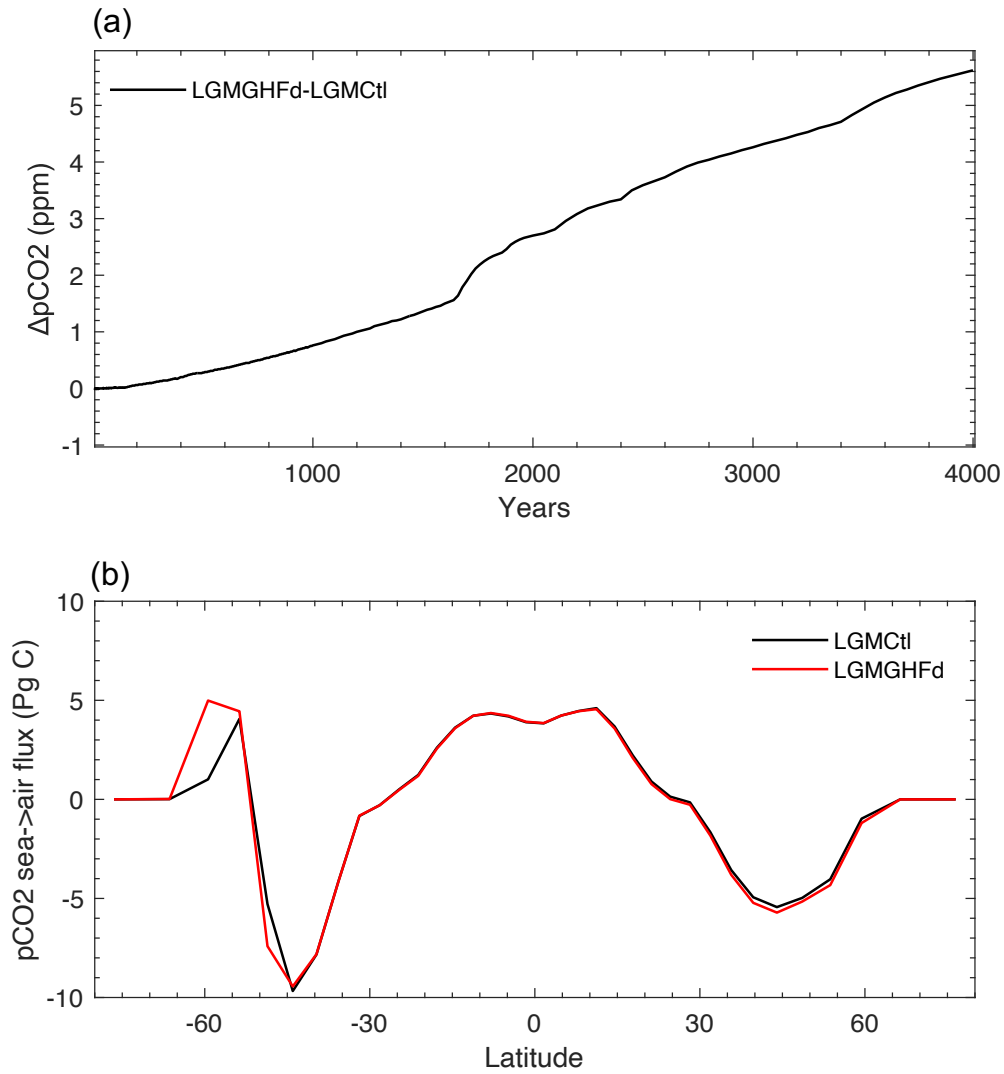 (a)
LGMGHFd-LGMCtl
ΔpCO2 (ppm)
5
4
3
2
1
0
-1
1000 2000 3000 4000
Years
(b)
LGMCtl
LGMGHFd
pCO2 sea->air flux (Pg C)
10
5
0
-5
-10
-60 -30 0 30 60
Latitude